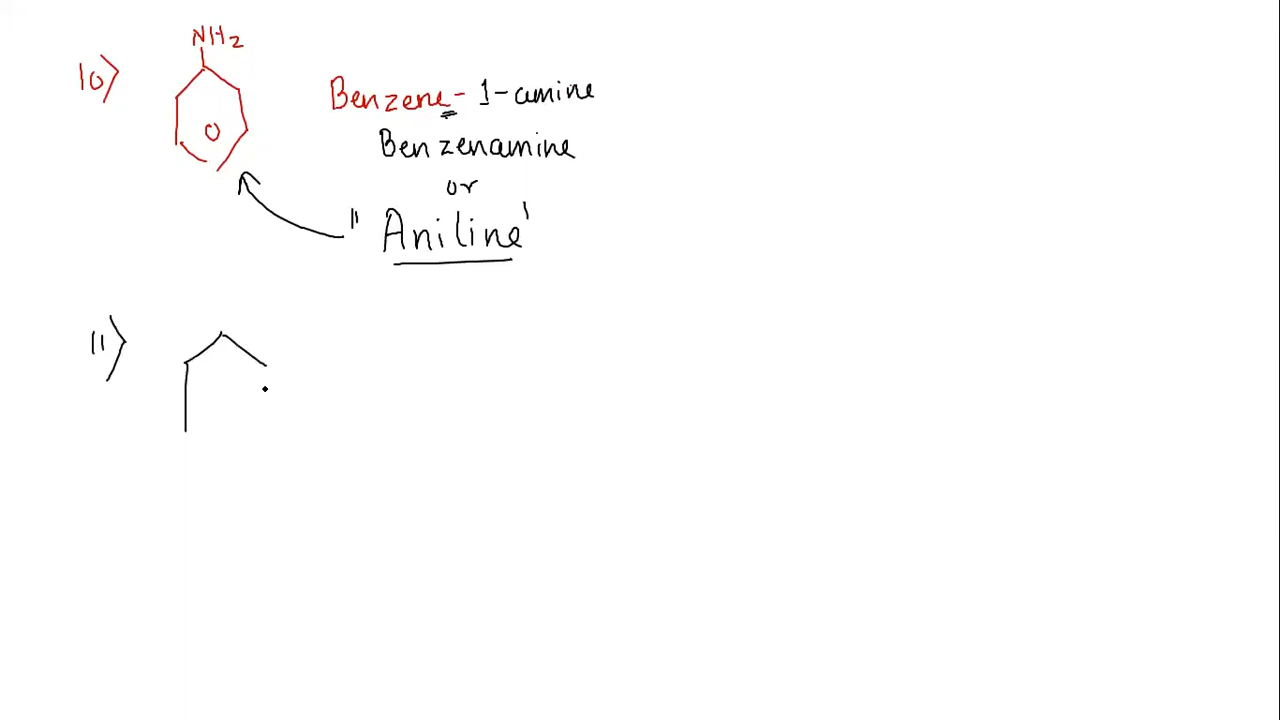 NH2
10)
Benzene-1-amine
Benzenamine
or
"Aniline'
11)